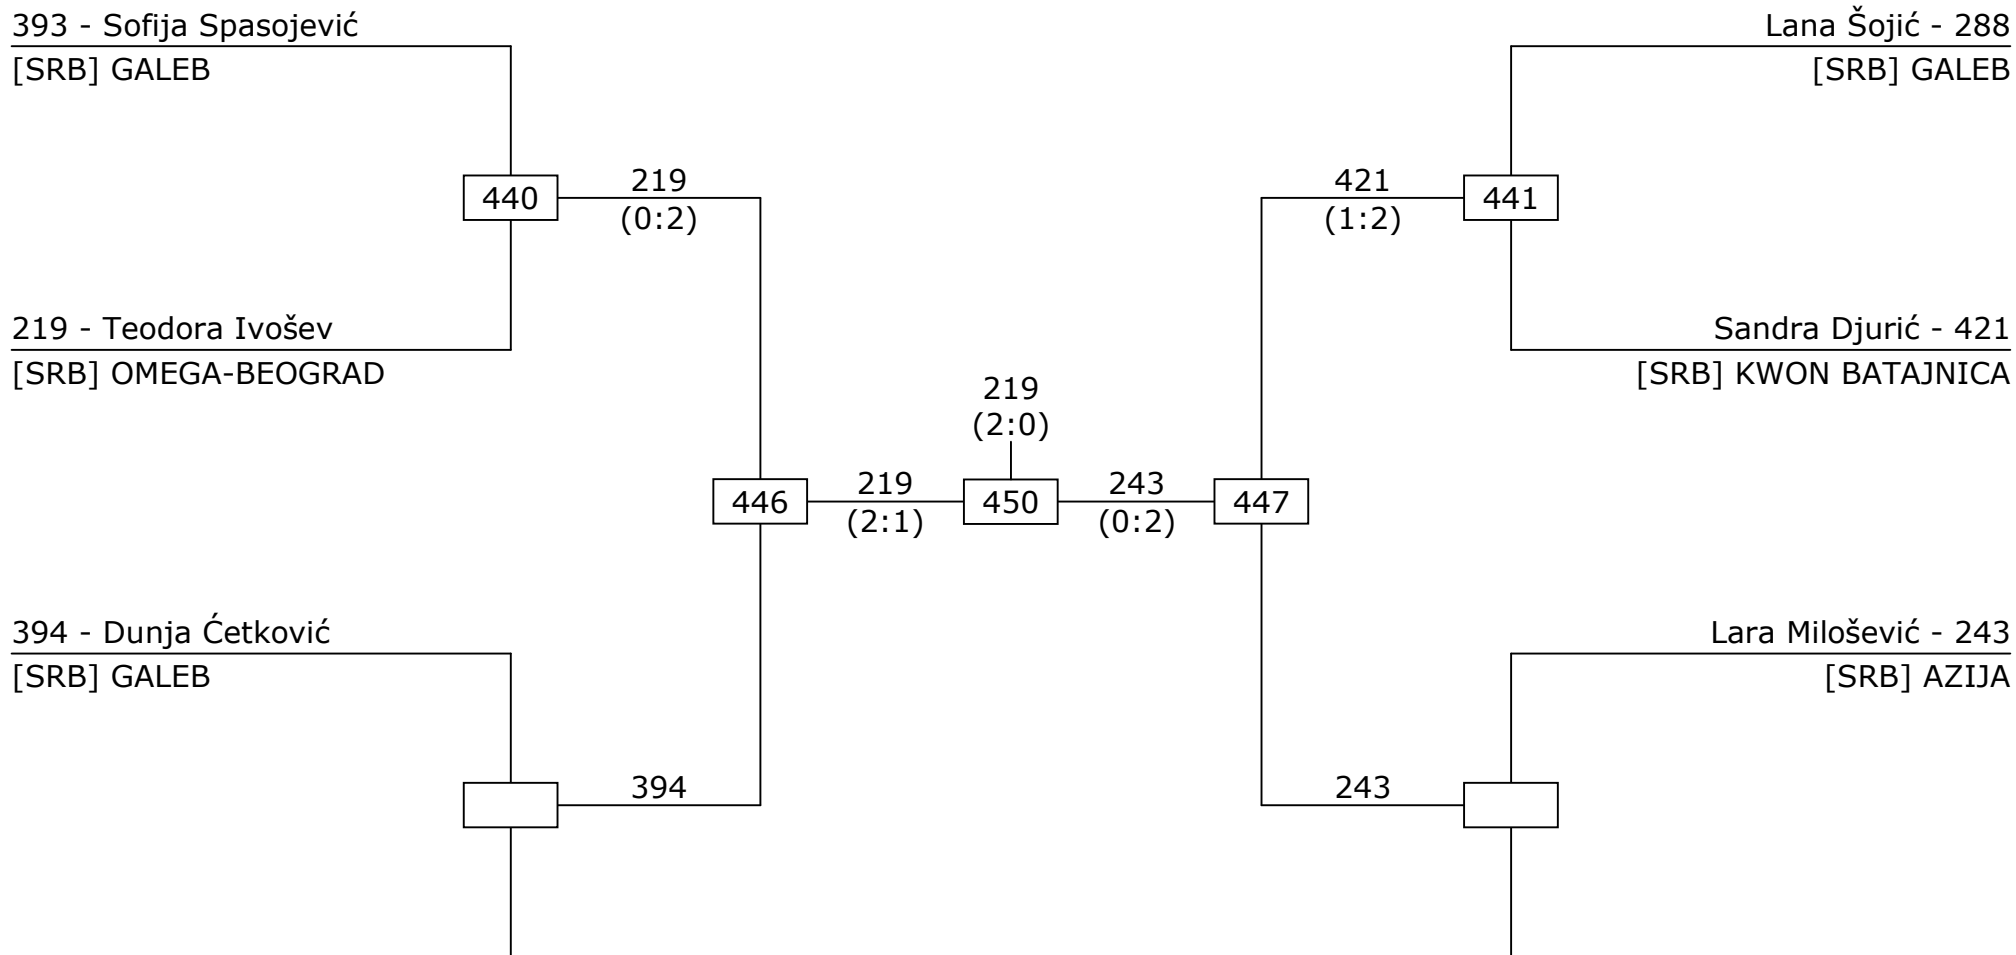 393 - Sofija Spasojević
[SRB] GALEB
Lana Šojić - 288
[SRB] GALEB
440
219
(0:2)
421
(1:2)
441
219 - Teodora Ivošev
[SRB] OMEGA-BEOGRAD
Sandra Djurić - 421
[SRB] KWON BATAJNICA
219
(2:0)
446
219
(2:1)
450
243
(0:2)
447
394 - Dunja Ćetković
[SRB] GALEB
Lara Milošević - 243
[SRB] AZIJA
394
243